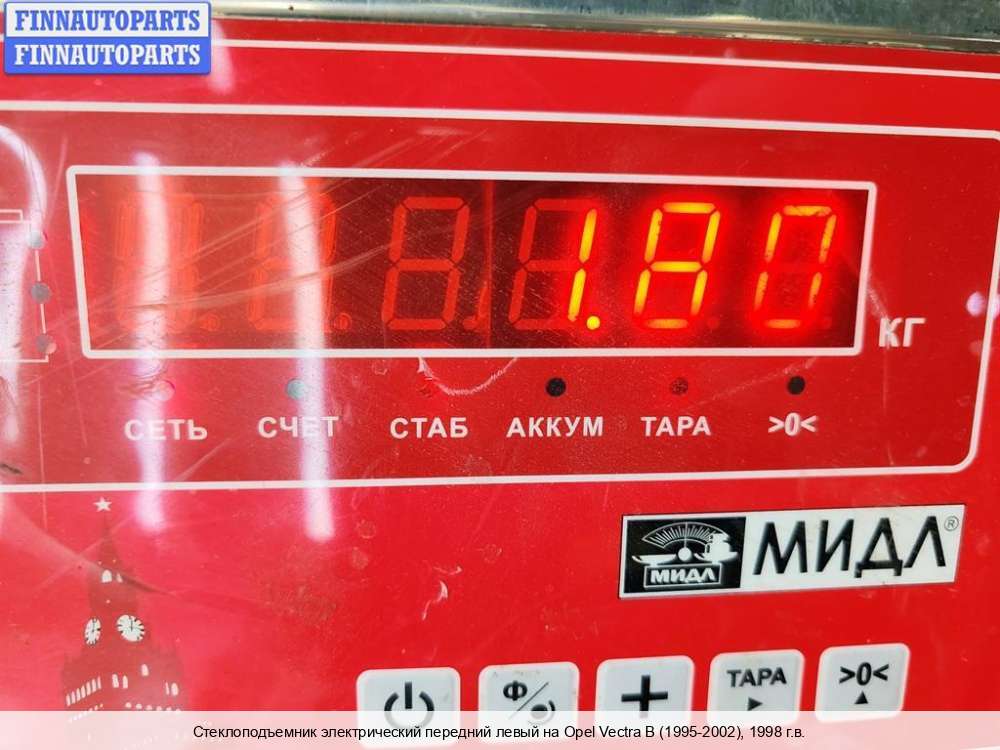 FINNAUTOPARTS
FINNAUTOPARTS
1.80
кг
СЕТЬ СЧЕТ СТАБ АККУМ ТАРА >0<
МИДЛ МИДЛ®
Ф/ + ТАРА >0<
Стеклоподъемник электрический передний левый на Opel Vectra B (1995-2002), 1998 г.в.